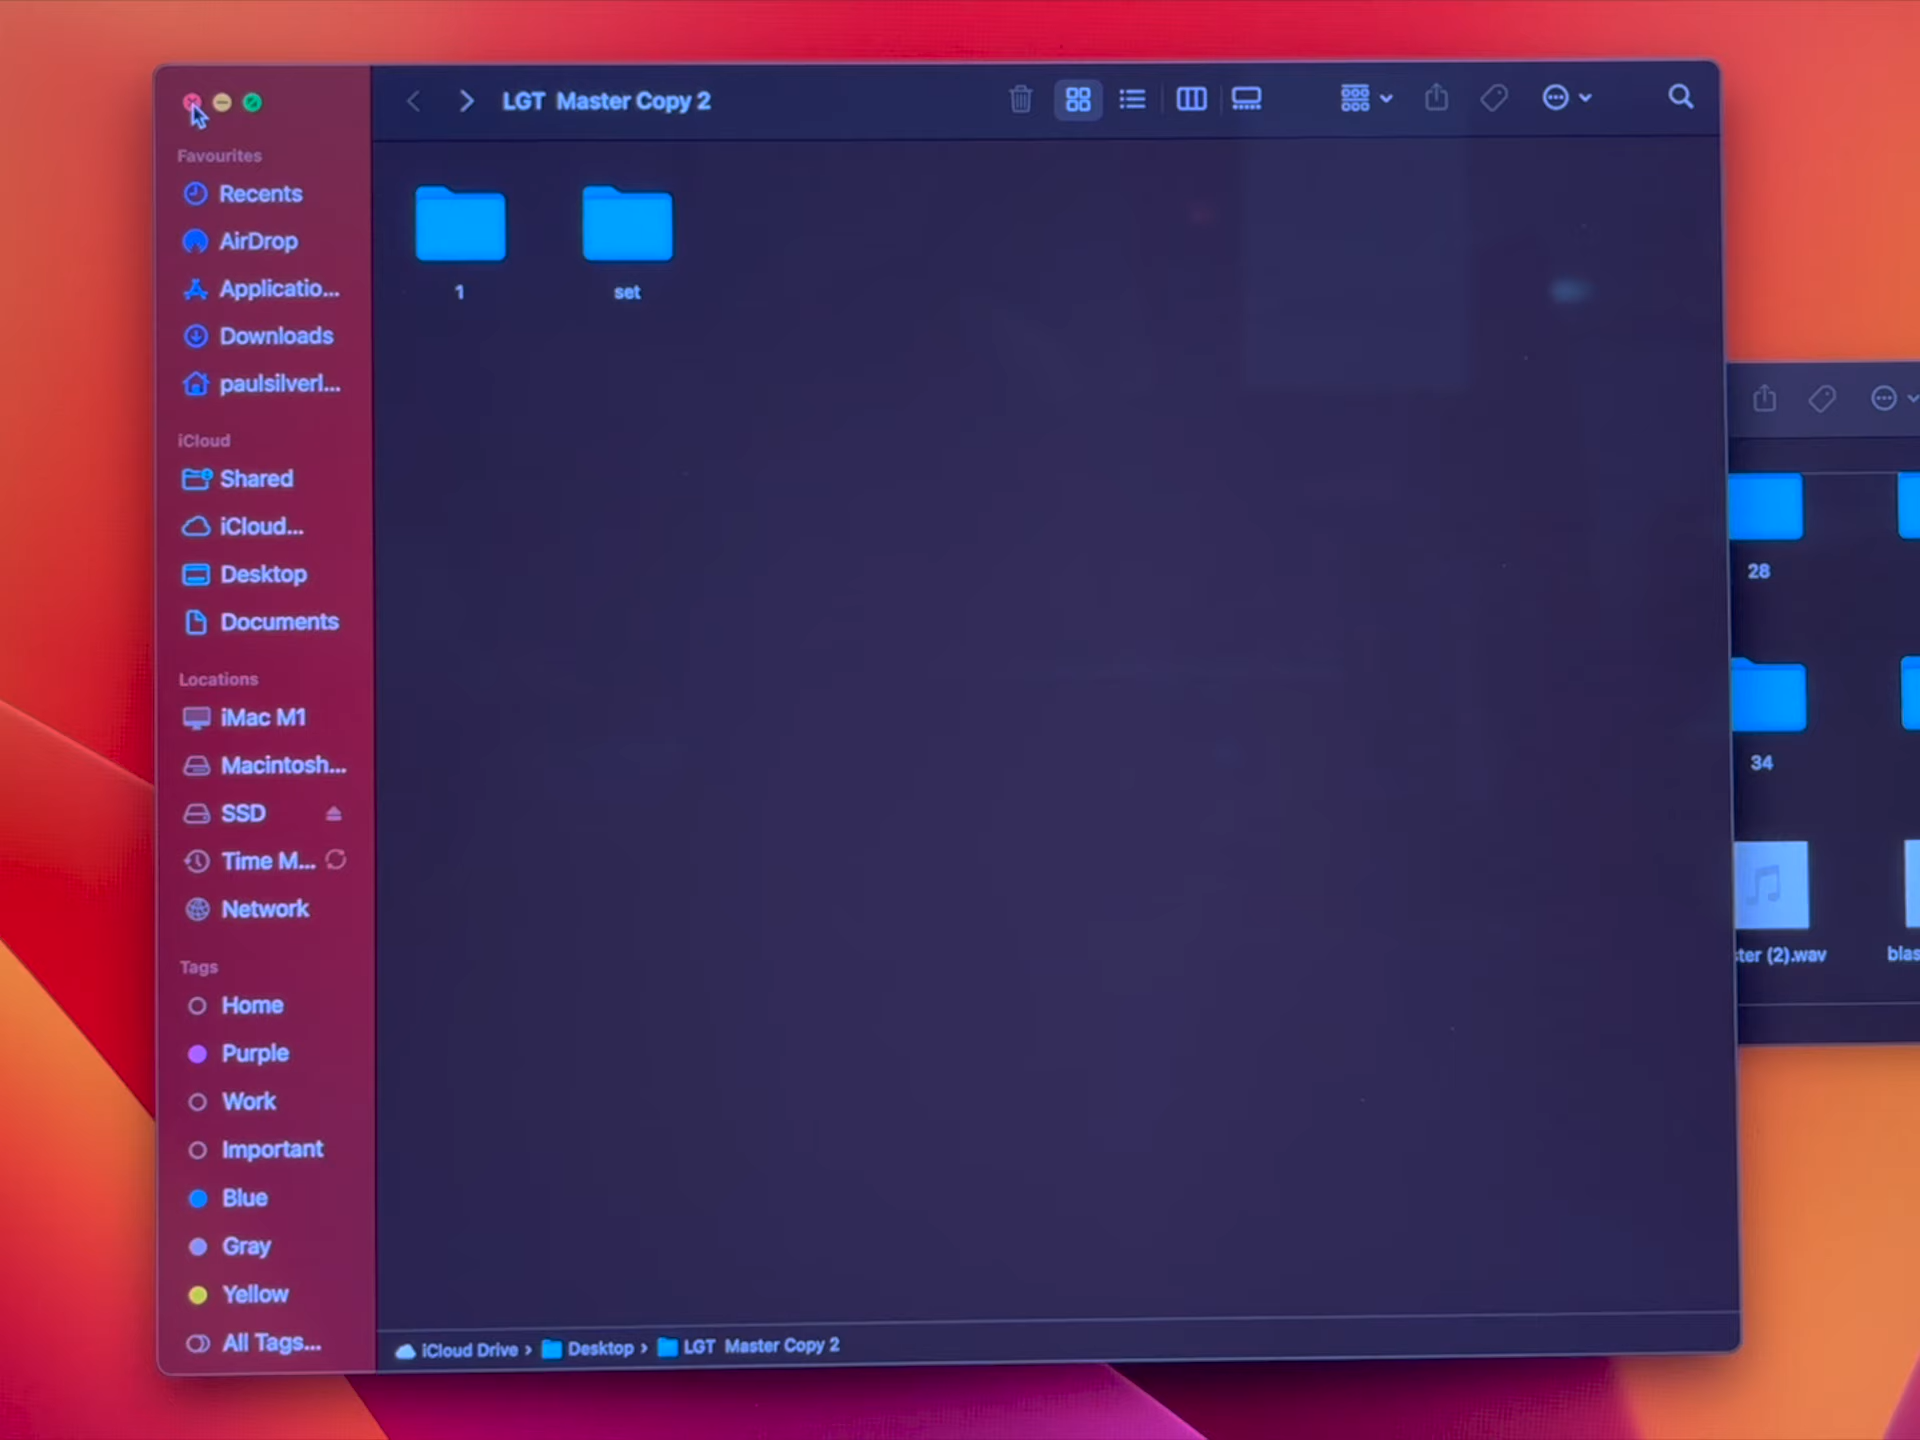 LGT Master Copy 2
Favourites
Recents
AirDrop
Applicatio...
Downloads
paulsilverl...
iCloud
Shared
iCloud...
Desktop
Documents
Locations
iMac M1
Macintosh...
SSD
Time M...
Network
Tags
Home
Purple
Work
Important
Blue
Gray
Yellow
All Tags...
1
set
iCloud Drive › Desktop › LGT Master Copy 2
28
34
ter (2).wav
blas